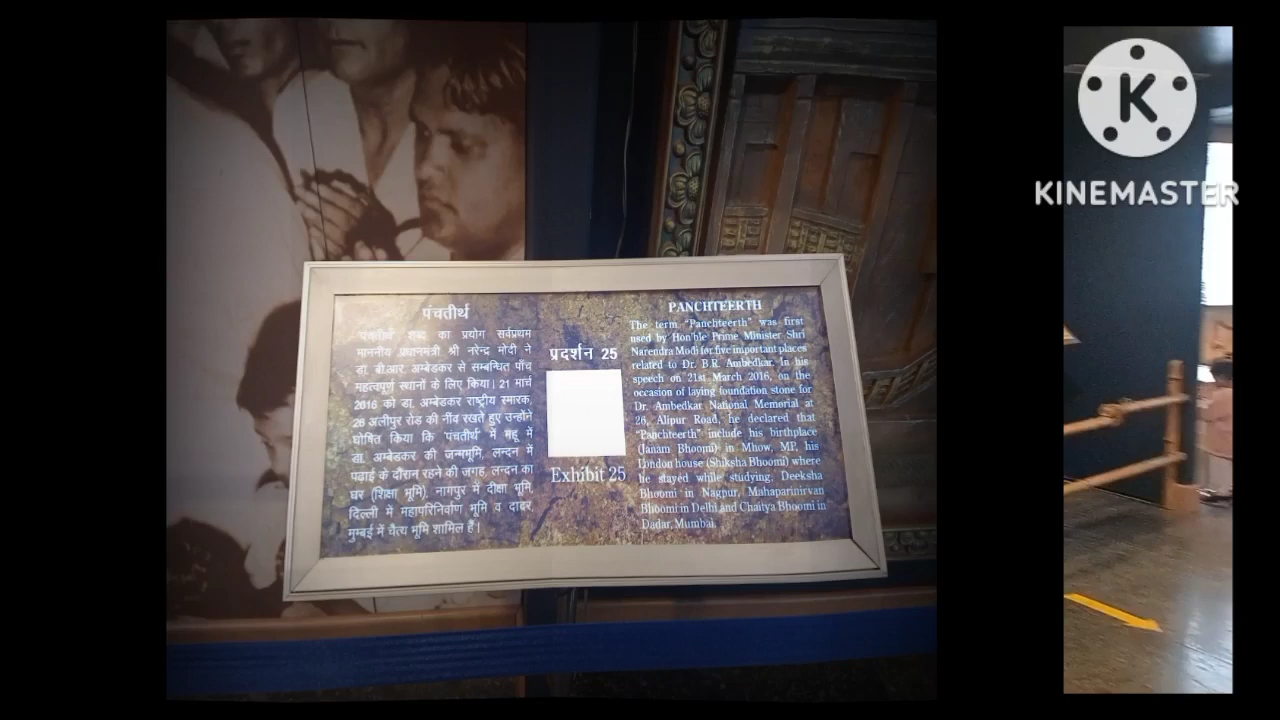 पंचतीर्थ
'पंचतीर्थ' शब्द का प्रयोग सर्वप्रथम
माननीय प्रधानमंत्री श्री नरेन्द्र मोदी ने
डा. बी.आर. अम्बेडकर से सम्बन्धित पाँच
महत्वपूर्ण स्थानों के लिए किया। 21 मार्च
2016 को डा. अम्बेडकर राष्ट्रीय स्मारक,
26 अलीपुर रोड की नींव रखते हुए उन्होंने
घोषित किया कि 'पंचतीर्थ' में महू में
डा. अम्बेडकर की जन्मभूमि, लन्दन में
पढ़ाई के दौरान रहने की जगह, लन्दन का
घर (शिक्षा भूमि), नागपुर में दीक्षा भूमि,
दिल्ली में महापरिनिर्वाण भूमि व दादर,
मुम्बई में चैत्य भूमि शामिल हैं।
प्रदर्शन 25
Exhibit 25
PANCHTEERTH
The term "Panchteerth" was first
used by Hon'ble Prime Minister Shri
Narendra Modi for five important places
related to Dr. B.R. Ambedkar. In his
speech on 21st March 2016, on the
occasion of laying foundation stone for
Dr. Ambedkar National Memorial at
26, Alipur Road, he declared that
"Panchteerth" include his birthplace
(Janam Bhoomi) in Mhow, MP, his
London house (Shiksha Bhoomi) where
he stayed while studying, Deeksha
Bhoomi in Nagpur, Mahaparinirvan
Bhoomi in Delhi and Chaitya Bhoomi in
Dadar, Mumbai.
K
KINEMASTER